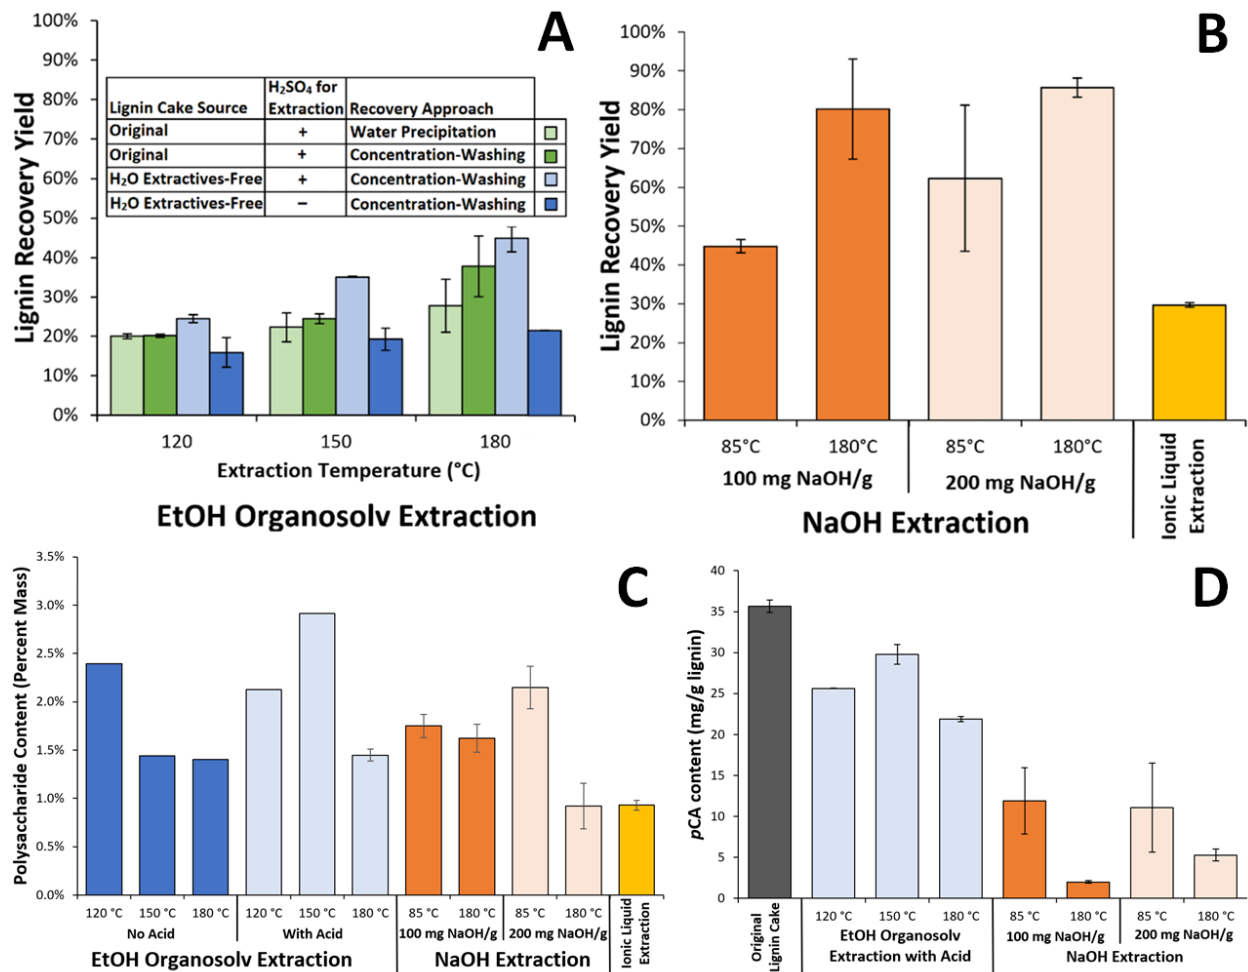 A
Lignin Recovery Yield
100%
90%
80%
70%
60%
50%
40%
30%
20%
10%
0%
Lignin Cake Source H₂SO₄ for Extraction Recovery Approach
Original + Water Precipitation
Original + Concentration-Washing
H₂O Extractives-Free + Concentration-Washing
H₂O Extractives-Free – Concentration-Washing
120 150 180
Extraction Temperature (°C)
EtOH Organosolv Extraction
B
Lignin Recovery Yield
100%
90%
80%
70%
60%
50%
40%
30%
20%
10%
0%
85°C 180°C 85°C 180°C
100 mg NaOH/g 200 mg NaOH/g
NaOH Extraction
Ionic Liquid
Extraction
C
Polysaccharide Content (Percent Mass)
3.5%
3.0%
2.5%
2.0%
1.5%
1.0%
0.5%
0.0%
120 °C 150 °C 180 °C 120 °C 150 °C 180 °C 85 °C 180 °C 85 °C 180 °C
No Acid With Acid 100 mg NaOH/g 200 mg NaOH/g
EtOH Organosolv Extraction NaOH Extraction
Ionic Liquid
Extraction
D
pCA content (mg/g lignin)
40
35
30
25
20
15
10
5
0
Original
Lignin Cake
120 °C 150 °C 180 °C 85 °C 180 °C 85 °C 180 °C
EtOH Organosolv
Extraction with Acid
100 mg NaOH/g 200 mg NaOH/g
NaOH Extraction